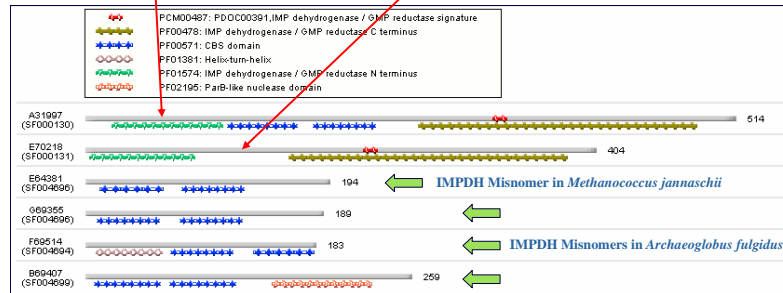 PCM00487: PDOC00391,IMP dehydrogenase / GMP reductase signature
PF00478: IMP dehydrogenase / GMP reductase C terminus
PF00571: CBS domain
PF01381: Helix-turn-helix
PF01574: IMP dehydrogenase / GMP reductase N terminus
PF02195: ParB-like nuclease domain
A31997
(SF000130)
514
E70218
(SF000131)
404
E64381
(SF004696)
194
IMPDH Misnomer in Methanococcus jannaschii
G69355
(SF004696)
189
F69514
(SF004694)
183
IMPDH Misnomers in Archaeoglobus fulgidus
B69407
(SF004699)
259